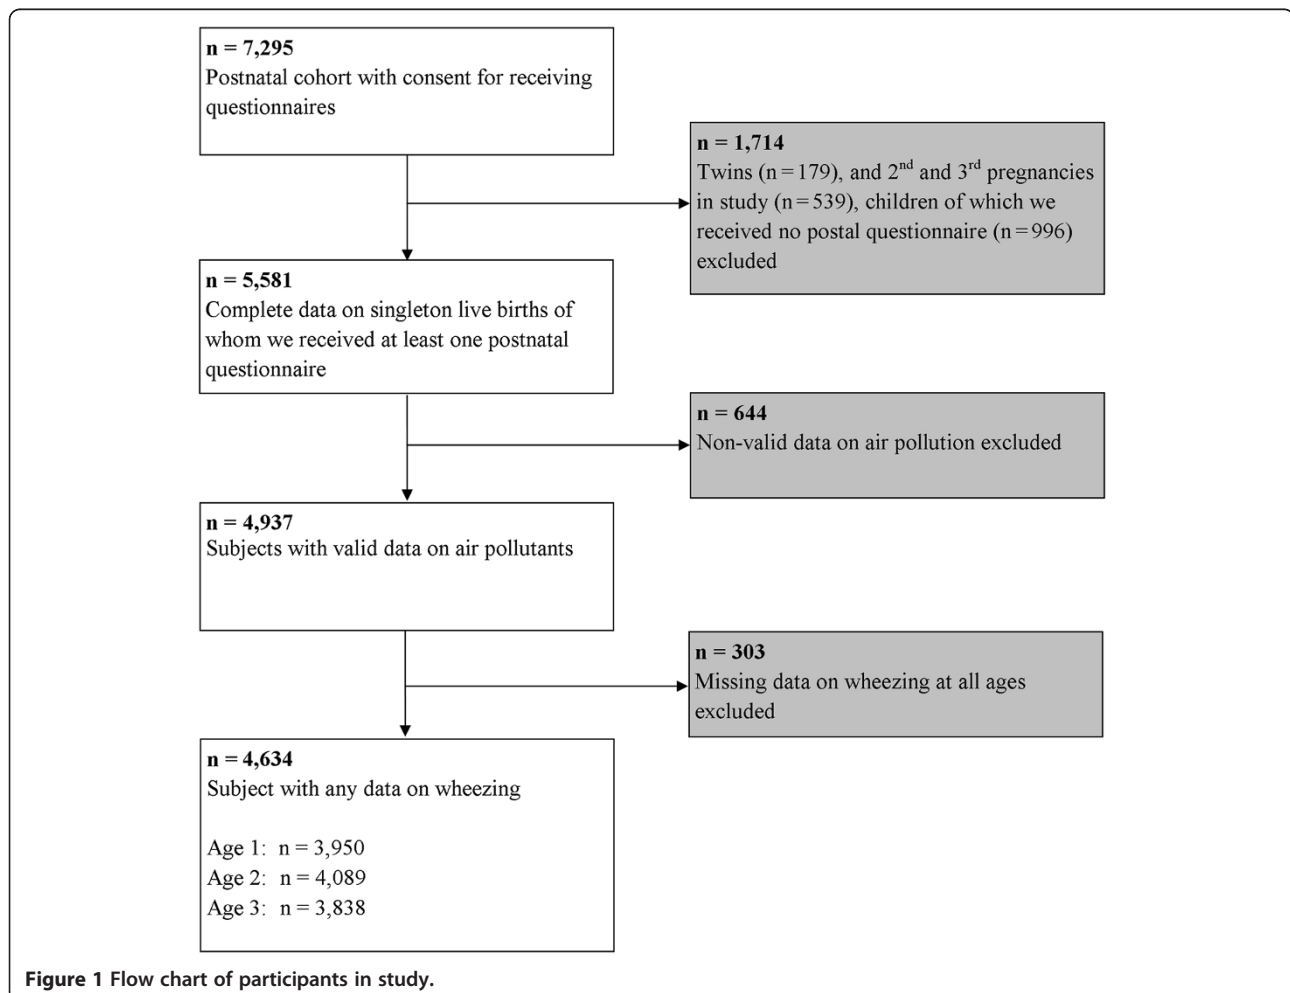 n = 7,295
Postnatal cohort with consent for receiving
questionnaires
n = 1,714
Twins (n = 179), and 2nd and 3rd pregnancies
in study (n = 539), children of which we
received no postal questionnaire (n = 996)
excluded
n = 5,581
Complete data on singleton live births of
whom we received at least one postnatal
questionnaire
n = 644
Non-valid data on air pollution excluded
n = 4,937
Subjects with valid data on air pollutants
n = 303
Missing data on wheezing at all ages
excluded
n = 4,634
Subject with any data on wheezing
Age 1: n = 3,950
Age 2: n = 4,089
Age 3: n = 3,838
Figure 1 Flow chart of participants in study.